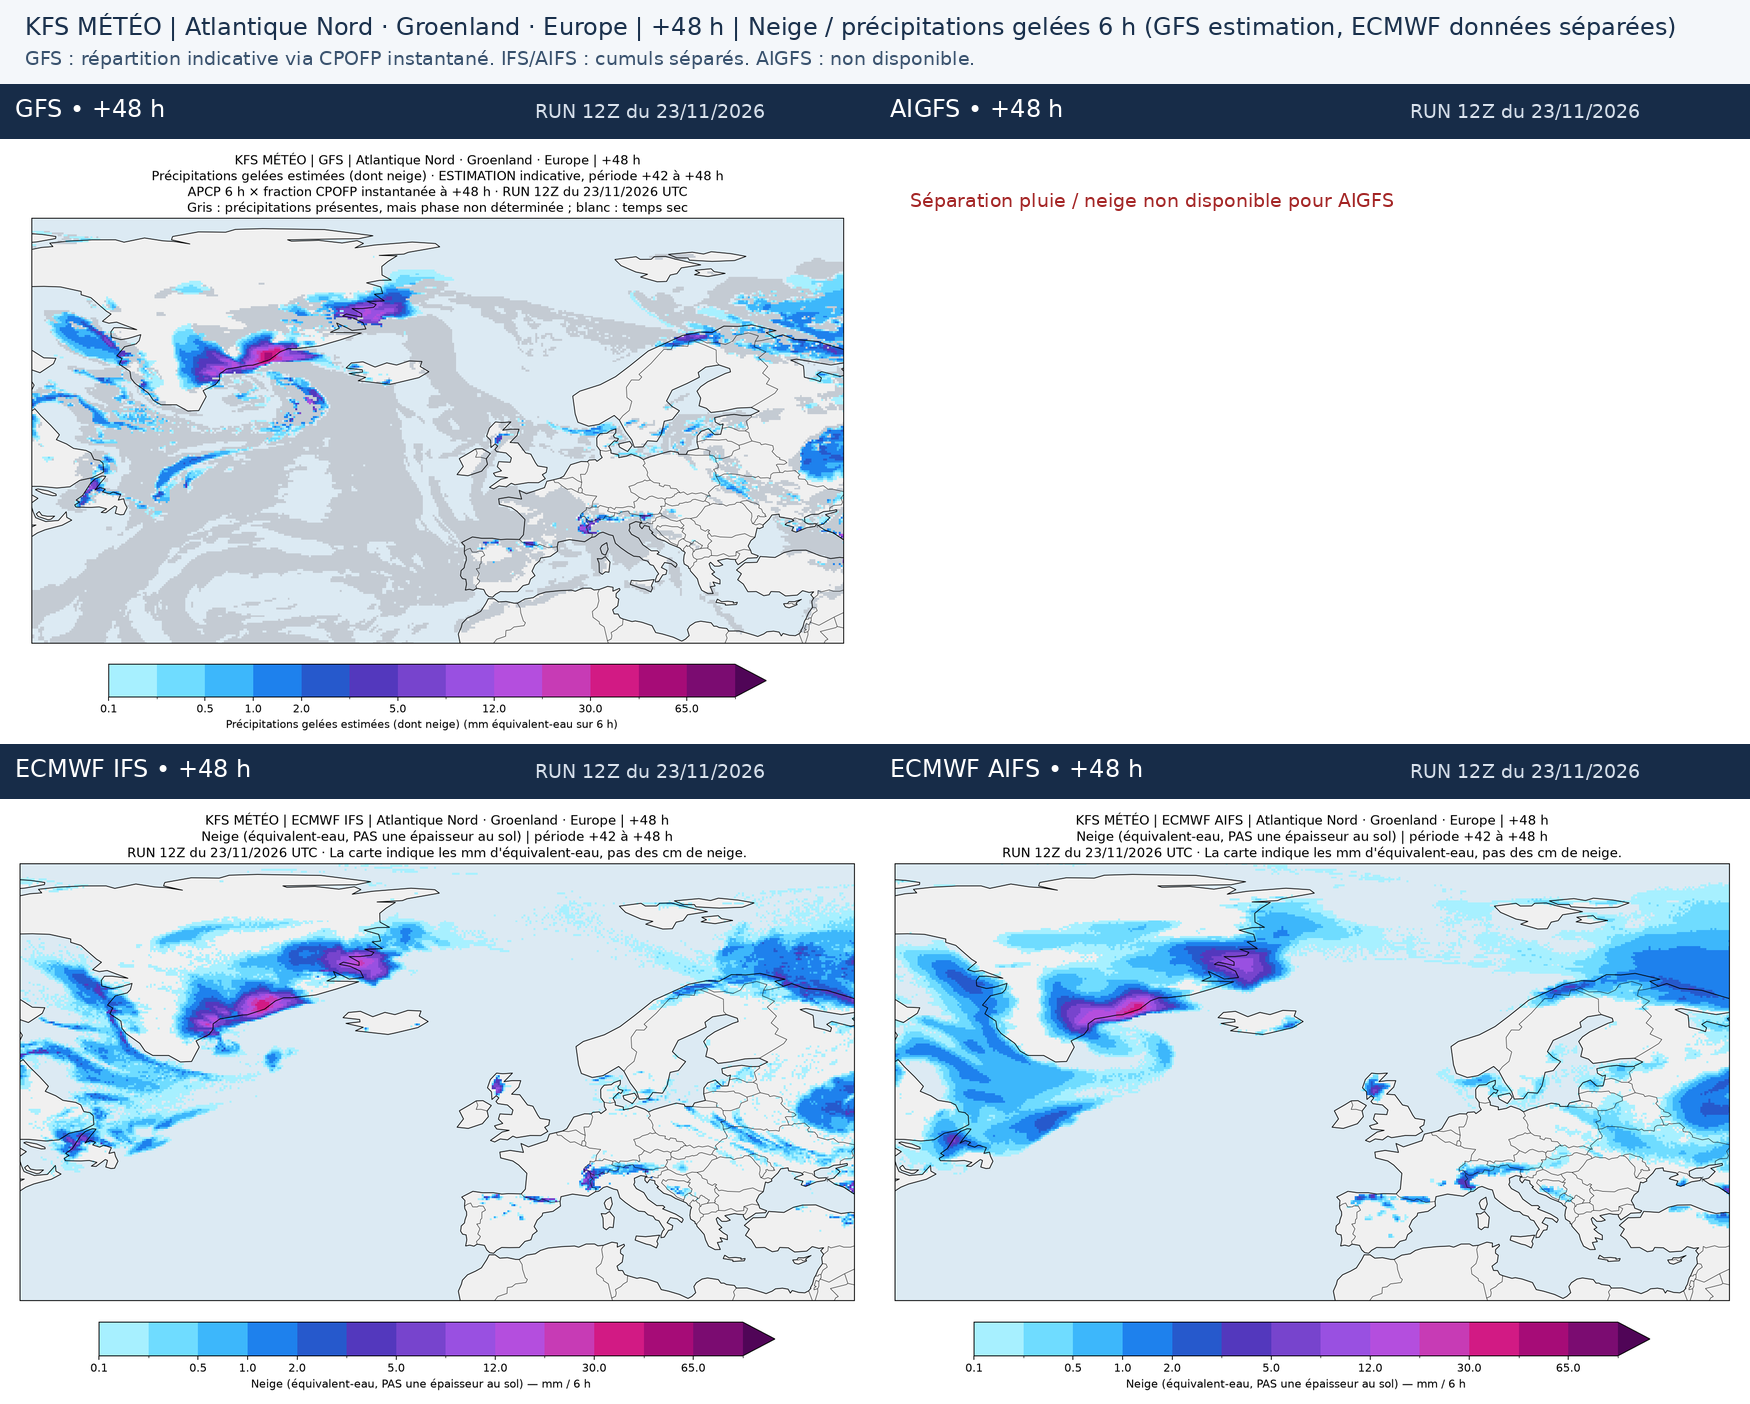 KFS MÉTÉO | Atlantique Nord · Groenland · Europe | +48 h | Neige / précipitations gelées 6 h (GFS estimation, ECMWF données séparées)
GFS : répartition indicative via CPOFP instantané. IFS/AIFS : cumuls séparés. AIGFS : non disponible.
GFS • +48 h
RUN 12Z du 23/11/2026
AIGFS • +48 h
RUN 12Z du 23/11/2026
KFS MÉTÉO | GFS | Atlantique Nord · Groenland · Europe | +48 h
Précipitations gelées estimées (dont neige) · ESTIMATION indicative, période +42 à +48 h
APCP 6 h × fraction CPOFP instantanée à +48 h · RUN 12Z du 23/11/2026 UTC
Gris : précipitations présentes, mais phase non déterminée ; blanc : temps sec
Séparation pluie / neige non disponible pour AIGFS
0.1 0.5 1.0 2.0 5.0 12.0 30.0 65.0
Précipitations gelées estimées (dont neige) (mm équivalent-eau sur 6 h)
ECMWF IFS • +48 h
RUN 12Z du 23/11/2026
ECMWF AIFS • +48 h
RUN 12Z du 23/11/2026
KFS MÉTÉO | ECMWF IFS | Atlantique Nord · Groenland · Europe | +48 h
Neige (équivalent-eau, PAS une épaisseur au sol) | période +42 à +48 h
RUN 12Z du 23/11/2026 UTC · La carte indique les mm d'équivalent-eau, pas des cm de neige.
KFS MÉTÉO | ECMWF AIFS | Atlantique Nord · Groenland · Europe | +48 h
Neige (équivalent-eau, PAS une épaisseur au sol) | période +42 à +48 h
RUN 12Z du 23/11/2026 UTC · La carte indique les mm d'équivalent-eau, pas des cm de neige.
0.1 0.5 1.0 2.0 5.0 12.0 30.0 65.0
Neige (équivalent-eau, PAS une épaisseur au sol) — mm / 6 h
0.1 0.5 1.0 2.0 5.0 12.0 30.0 65.0
Neige (équivalent-eau, PAS une épaisseur au sol) — mm / 6 h